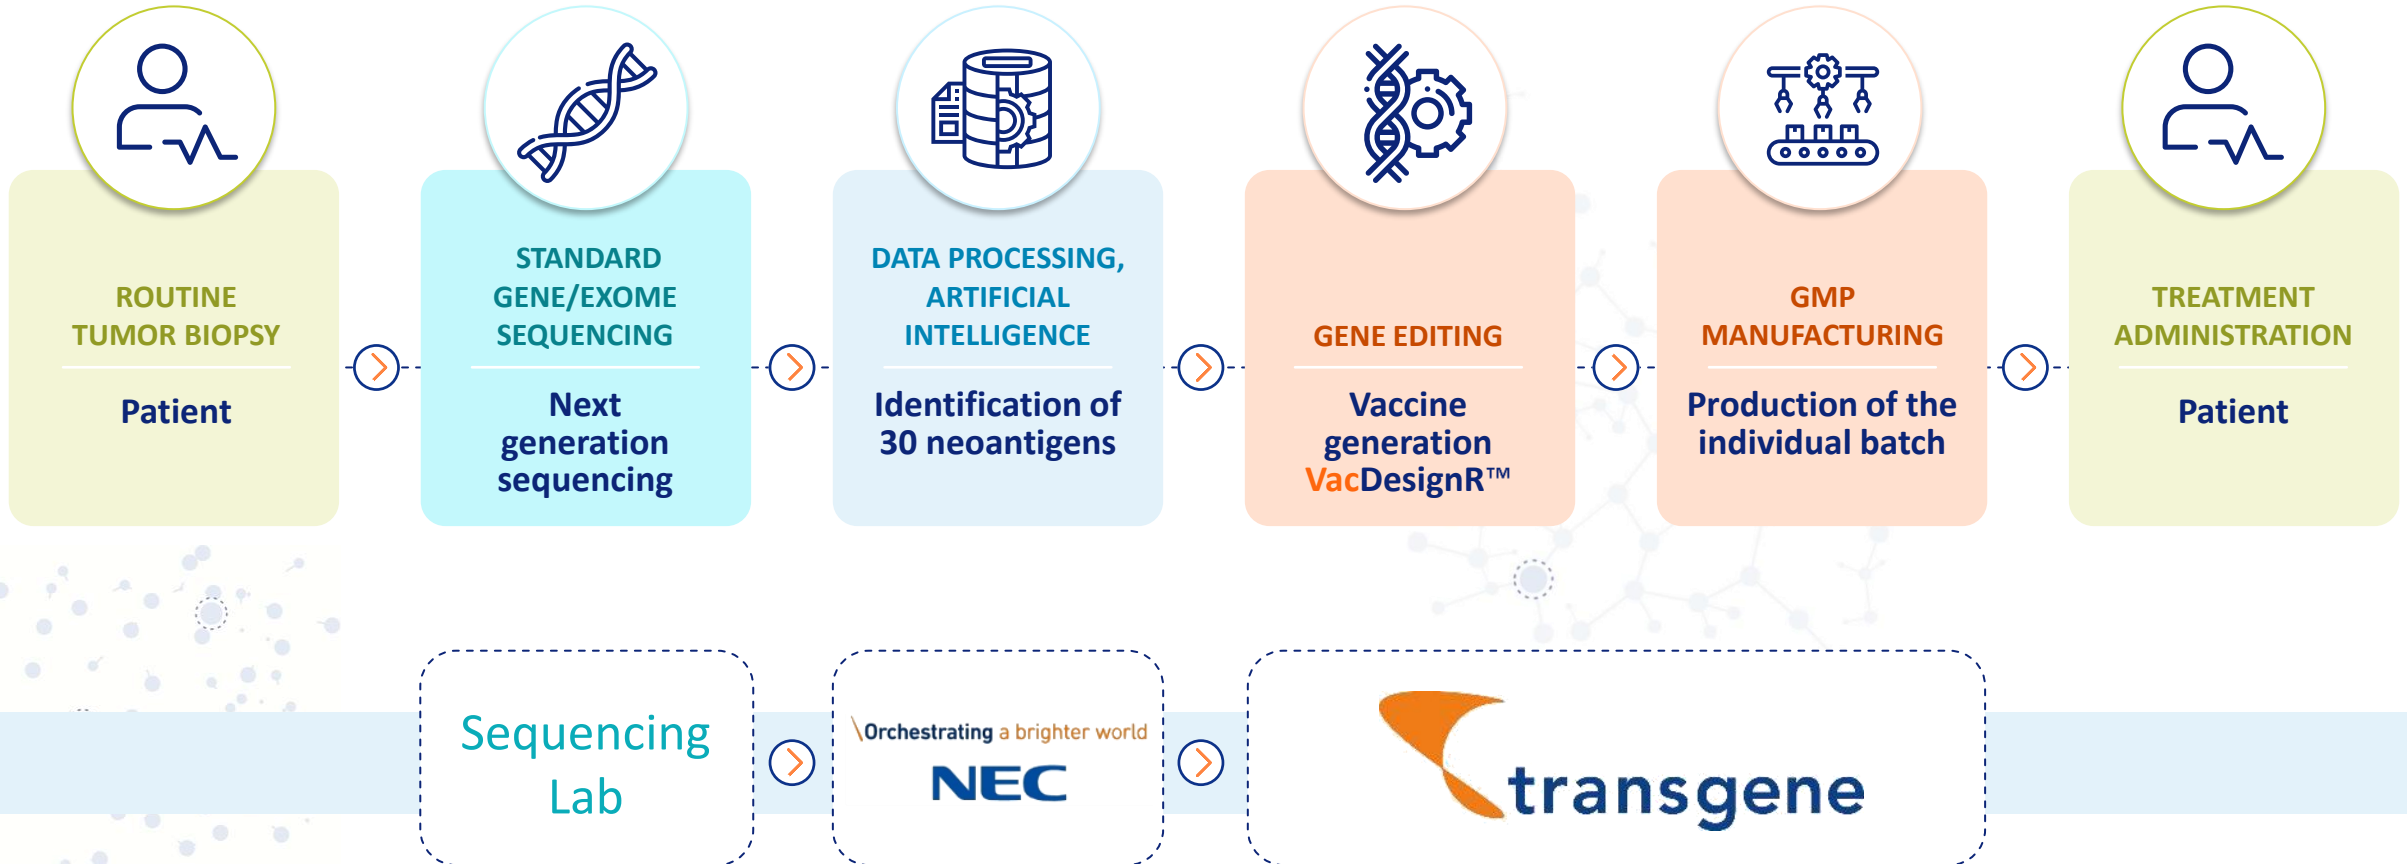 ROUTINE
TUMOR BIOPSY
Patient
STANDARD
GENE/EXOME
SEQUENCING
Next
generation
sequencing
DATA PROCESSING,
ARTIFICIAL
INTELLIGENCE
Identification of
30 neoantigens
GENE EDITING
Vaccine
generation
VacDesignR™
GMP
MANUFACTURING
Production of the
individual batch
TREATMENT
ADMINISTRATION
Patient
Sequencing
Lab
\Orchestrating a brighter world
NEC
transgene